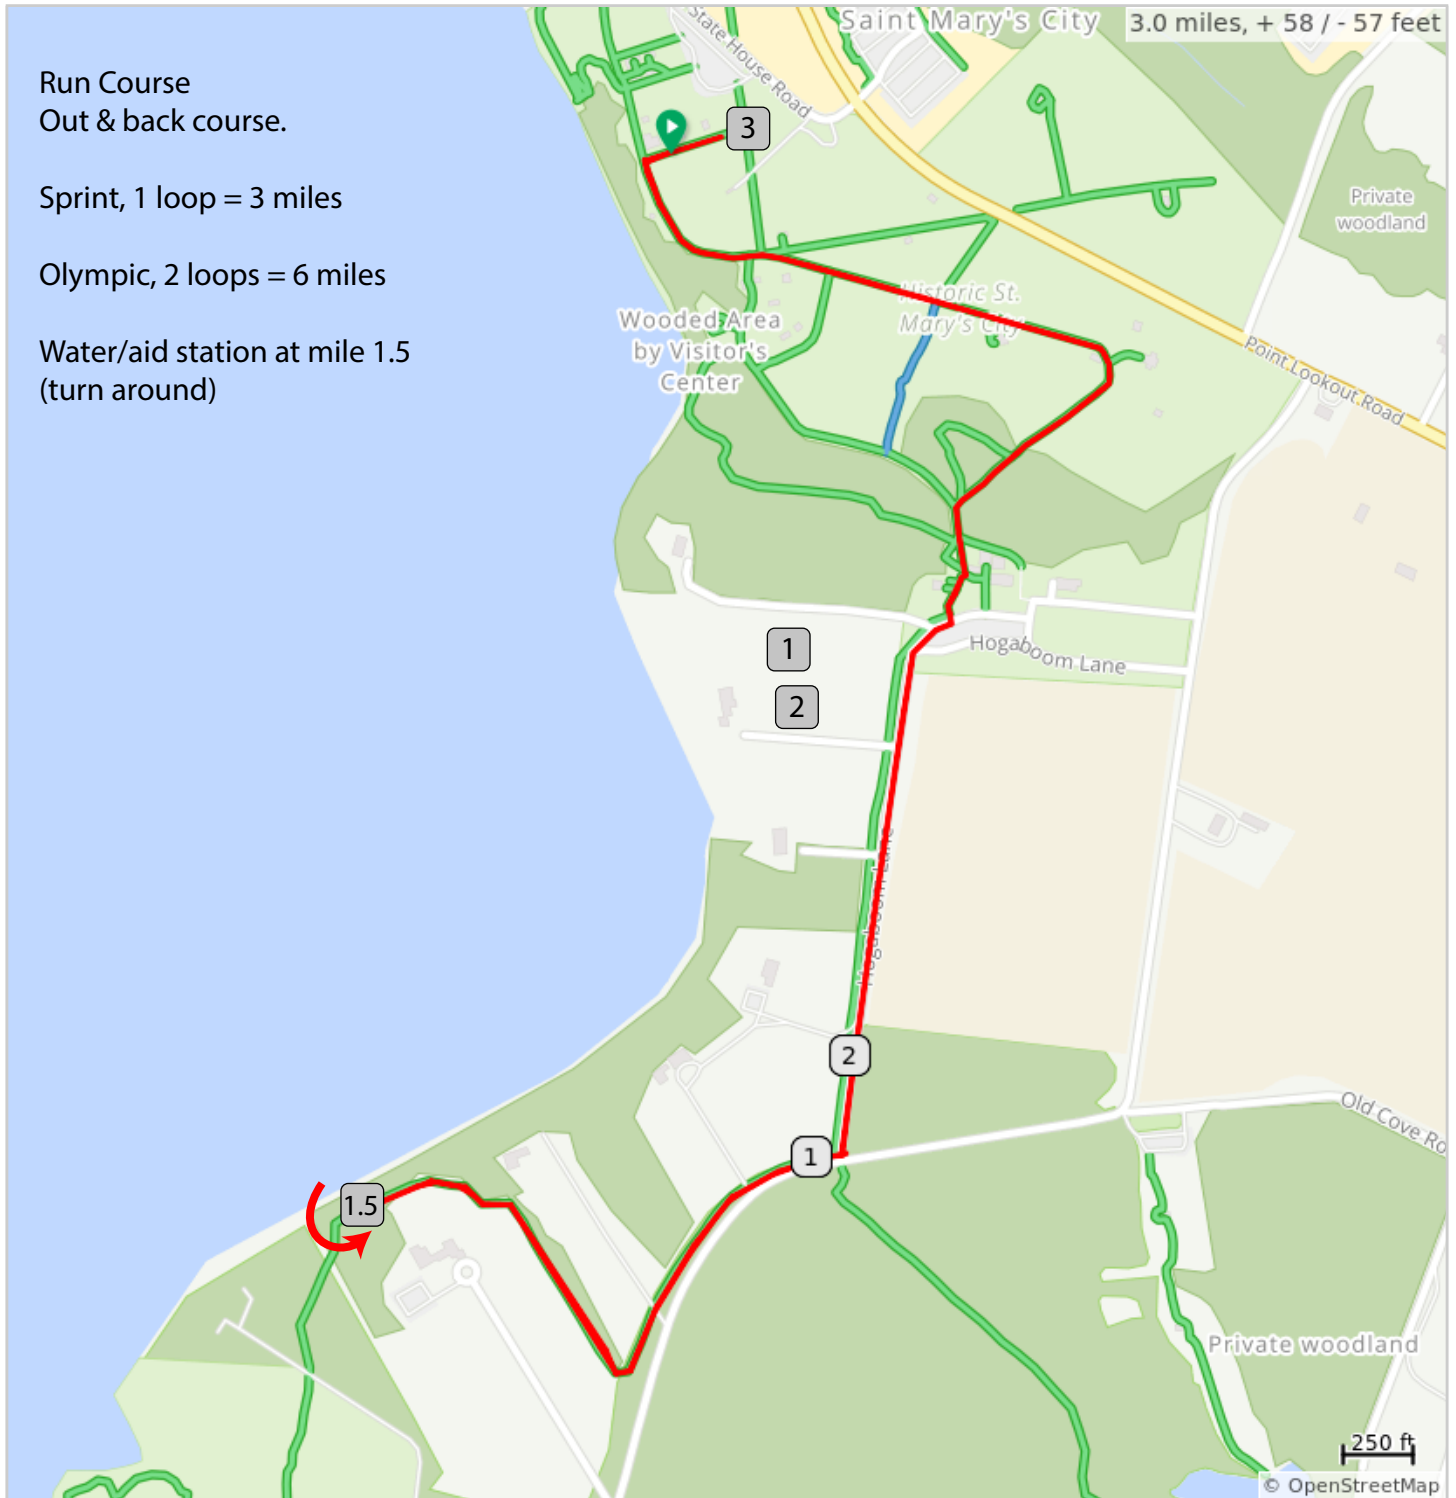 Saint Mary's City
3.0 miles, + 58 / - 57 feet
State House Road
Run Course
Out & back course.
3
Sprint, 1 loop = 3 miles
Private
woodland
Olympic, 2 loops = 6 miles
Historic St.
Mary's City
Wooded Area
by Visitor's
Center
Water/aid station at mile 1.5
(turn around)
Point Lookout Road
1
Hogaboom Lane
2
Hogaboom Lane
2
Old Cove Ro
1
1.5
Private woodland
250 ft
© OpenStreetMap